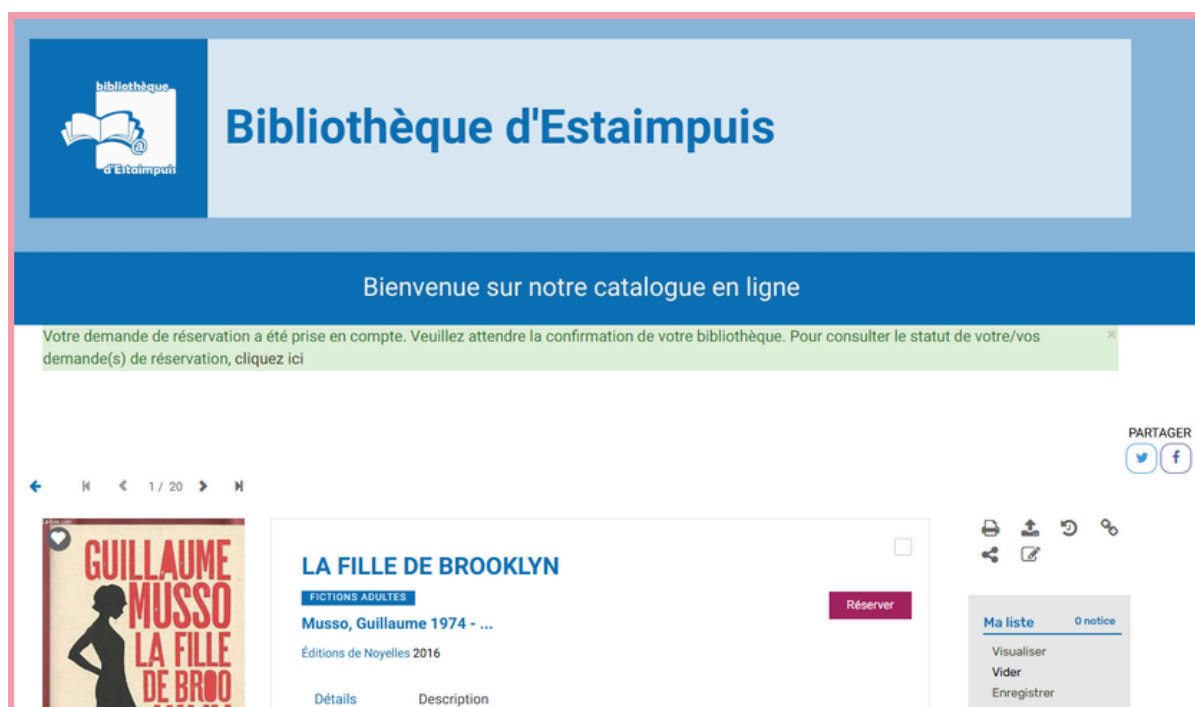 bibliothèque
d'Estaimpuis
Bibliothèque d'Estaimpuis
Bienvenue sur notre catalogue en ligne
Votre demande de réservation a été prise en compte. Veuillez attendre la confirmation de votre bibliothèque. Pour consulter le statut de votre/vos
demande(s) de réservation, cliquez ici
×
PARTAGER
1 / 20
GUILLAUME
MUSSO
LA FILLE
DE BROO
LA FILLE DE BROOKLYN
FICTIONS ADULTES
Réserver
Musso, Guillaume 1974 - ...
Éditions de Noyelles 2016
Détails Description
Ma liste 0 notice
Visualiser
Vider
Enregistrer